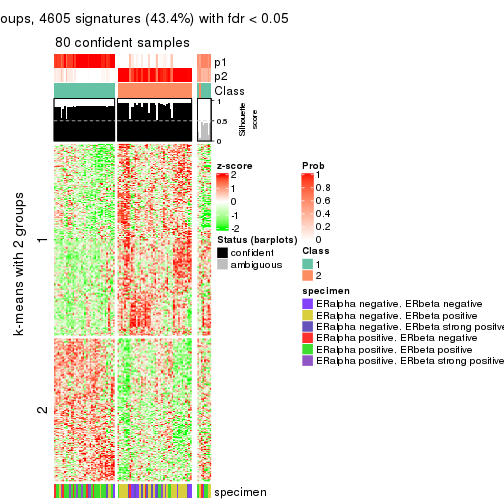 oups, 4605 signatures (43.4%) with fdr < 0.05
80 confident samples
p1
p2
Class
1
0.5
0
Silhouette
score
k-means with 2 groups
1
2
z-score
2
1
0
-1
-2
Status (barplots)
confident
ambiguous
Prob
1
0.8
0.6
0.4
0.2
0
Class
1
2
specimen
ERalpha negative, ERbeta negative
ERalpha negative, ERbeta positive
ERalpha negative, ERbeta strong positive
ERalpha positive, ERbeta negative
ERalpha positive, ERbeta positive
ERalpha positive, ERbeta strong positive
specimen